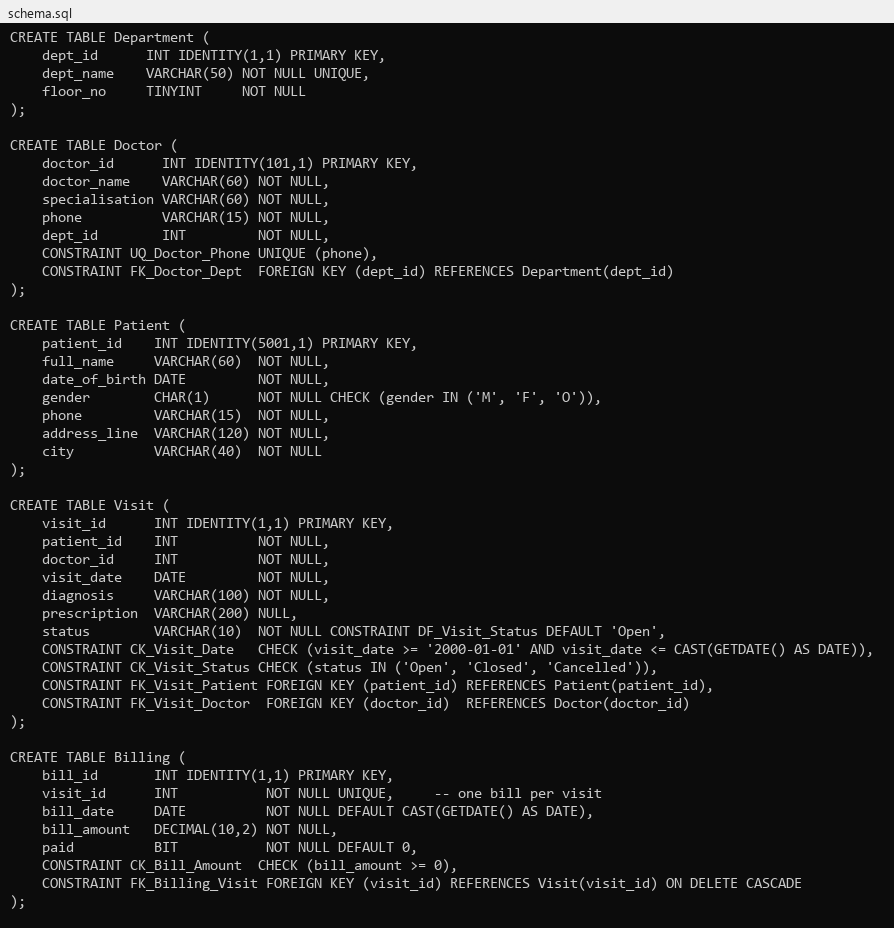 schema.sql
CREATE TABLE Department (
    dept_id      INT IDENTITY(1,1) PRIMARY KEY,
    dept_name    VARCHAR(50) NOT NULL UNIQUE,
    floor_no     TINYINT     NOT NULL
);

CREATE TABLE Doctor (
    doctor_id      INT IDENTITY(101,1) PRIMARY KEY,
    doctor_name    VARCHAR(60) NOT NULL,
    specialisation VARCHAR(60) NOT NULL,
    phone          VARCHAR(15) NOT NULL,
    dept_id        INT         NOT NULL,
    CONSTRAINT UQ_Doctor_Phone UNIQUE (phone),
    CONSTRAINT FK_Doctor_Dept  FOREIGN KEY (dept_id) REFERENCES Department(dept_id)
);

CREATE TABLE Patient (
    patient_id    INT IDENTITY(5001,1) PRIMARY KEY,
    full_name     VARCHAR(60)  NOT NULL,
    date_of_birth DATE         NOT NULL,
    gender        CHAR(1)      NOT NULL CHECK (gender IN ('M', 'F', 'O')),
    phone         VARCHAR(15)  NOT NULL,
    address_line  VARCHAR(120) NOT NULL,
    city          VARCHAR(40)  NOT NULL
);

CREATE TABLE Visit (
    visit_id      INT IDENTITY(1,1) PRIMARY KEY,
    patient_id    INT          NOT NULL,
    doctor_id     INT          NOT NULL,
    visit_date    DATE         NOT NULL,
    diagnosis     VARCHAR(100) NOT NULL,
    prescription  VARCHAR(200) NULL,
    status        VARCHAR(10)  NOT NULL CONSTRAINT DF_Visit_Status DEFAULT 'Open',
    CONSTRAINT CK_Visit_Date   CHECK (visit_date >= '2000-01-01' AND visit_date <= CAST(GETDATE() AS DATE)),
    CONSTRAINT CK_Visit_Status CHECK (status IN ('Open', 'Closed', 'Cancelled')),
    CONSTRAINT FK_Visit_Patient FOREIGN KEY (patient_id) REFERENCES Patient(patient_id),
    CONSTRAINT FK_Visit_Doctor  FOREIGN KEY (doctor_id)  REFERENCES Doctor(doctor_id)
);

CREATE TABLE Billing (
    bill_id       INT IDENTITY(1,1) PRIMARY KEY,
    visit_id      INT           NOT NULL UNIQUE,     -- one bill per visit
    bill_date     DATE          NOT NULL DEFAULT CAST(GETDATE() AS DATE),
    bill_amount   DECIMAL(10,2) NOT NULL,
    paid          BIT           NOT NULL DEFAULT 0,
    CONSTRAINT CK_Bill_Amount  CHECK (bill_amount >= 0),
    CONSTRAINT FK_Billing_Visit FOREIGN KEY (visit_id) REFERENCES Visit(visit_id) ON DELETE CASCADE
);